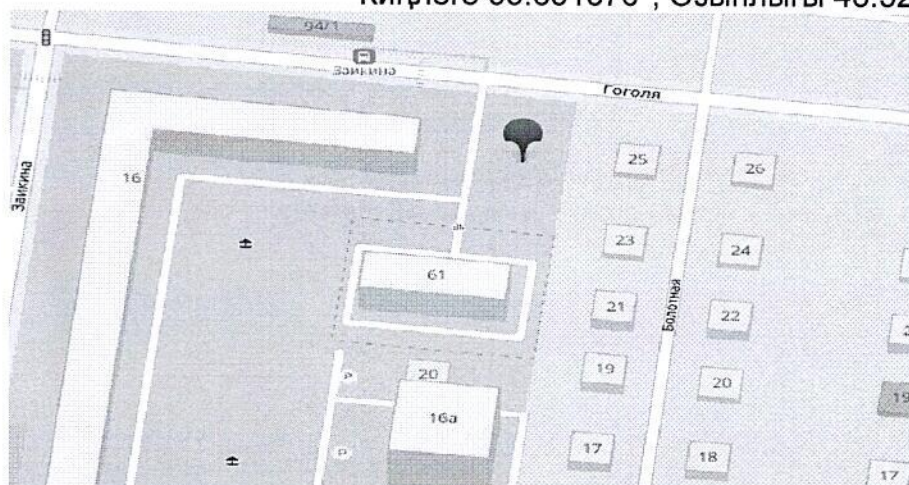 94/1
Заикина
Гоголя
Заикина
16
25
26
23
24
61
21
22
Болотная
19
20
20
16а
P
17
18
P
19
17